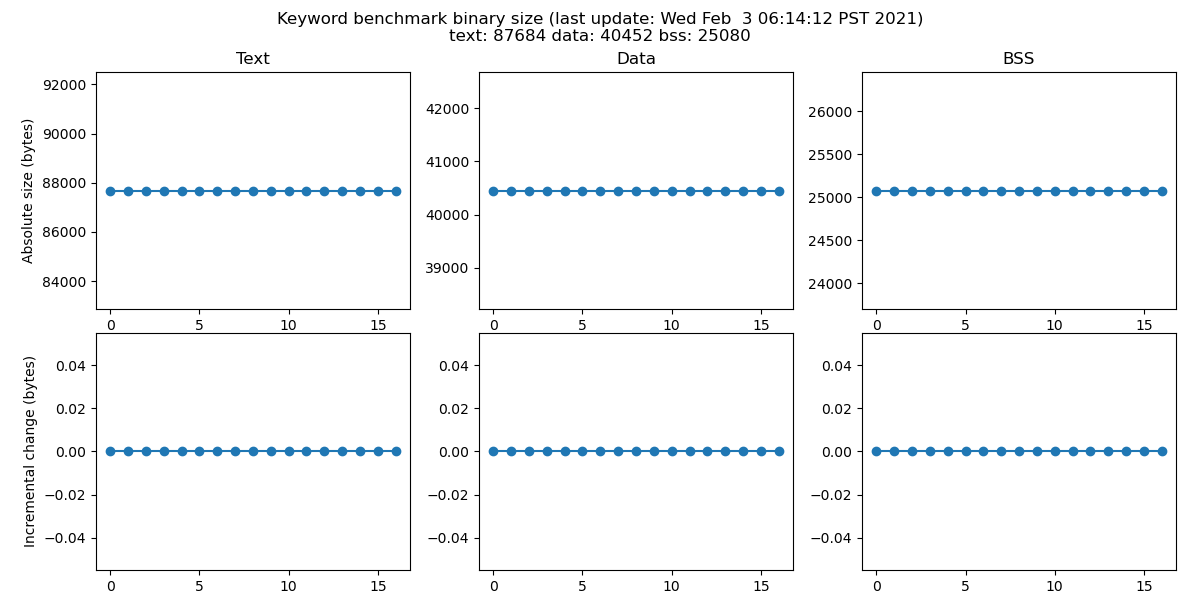 Keyword benchmark binary size (last update: Wed Feb  3 06:14:12 PST 2021)
text: 87684 data: 40452 bss: 25080
Text
Data
BSS
Absolute size (bytes)
92000
90000
88000
86000
84000
0 5 10 15
42000
41000
40000
39000
0 5 10 15
26000
25500
25000
24500
24000
0 5 10 15
Incremental change (bytes)
0.04
0.02
0.00
−0.02
−0.04
0 5 10 15
0.04
0.02
0.00
−0.02
−0.04
0 5 10 15
0.04
0.02
0.00
−0.02
−0.04
0 5 10 15